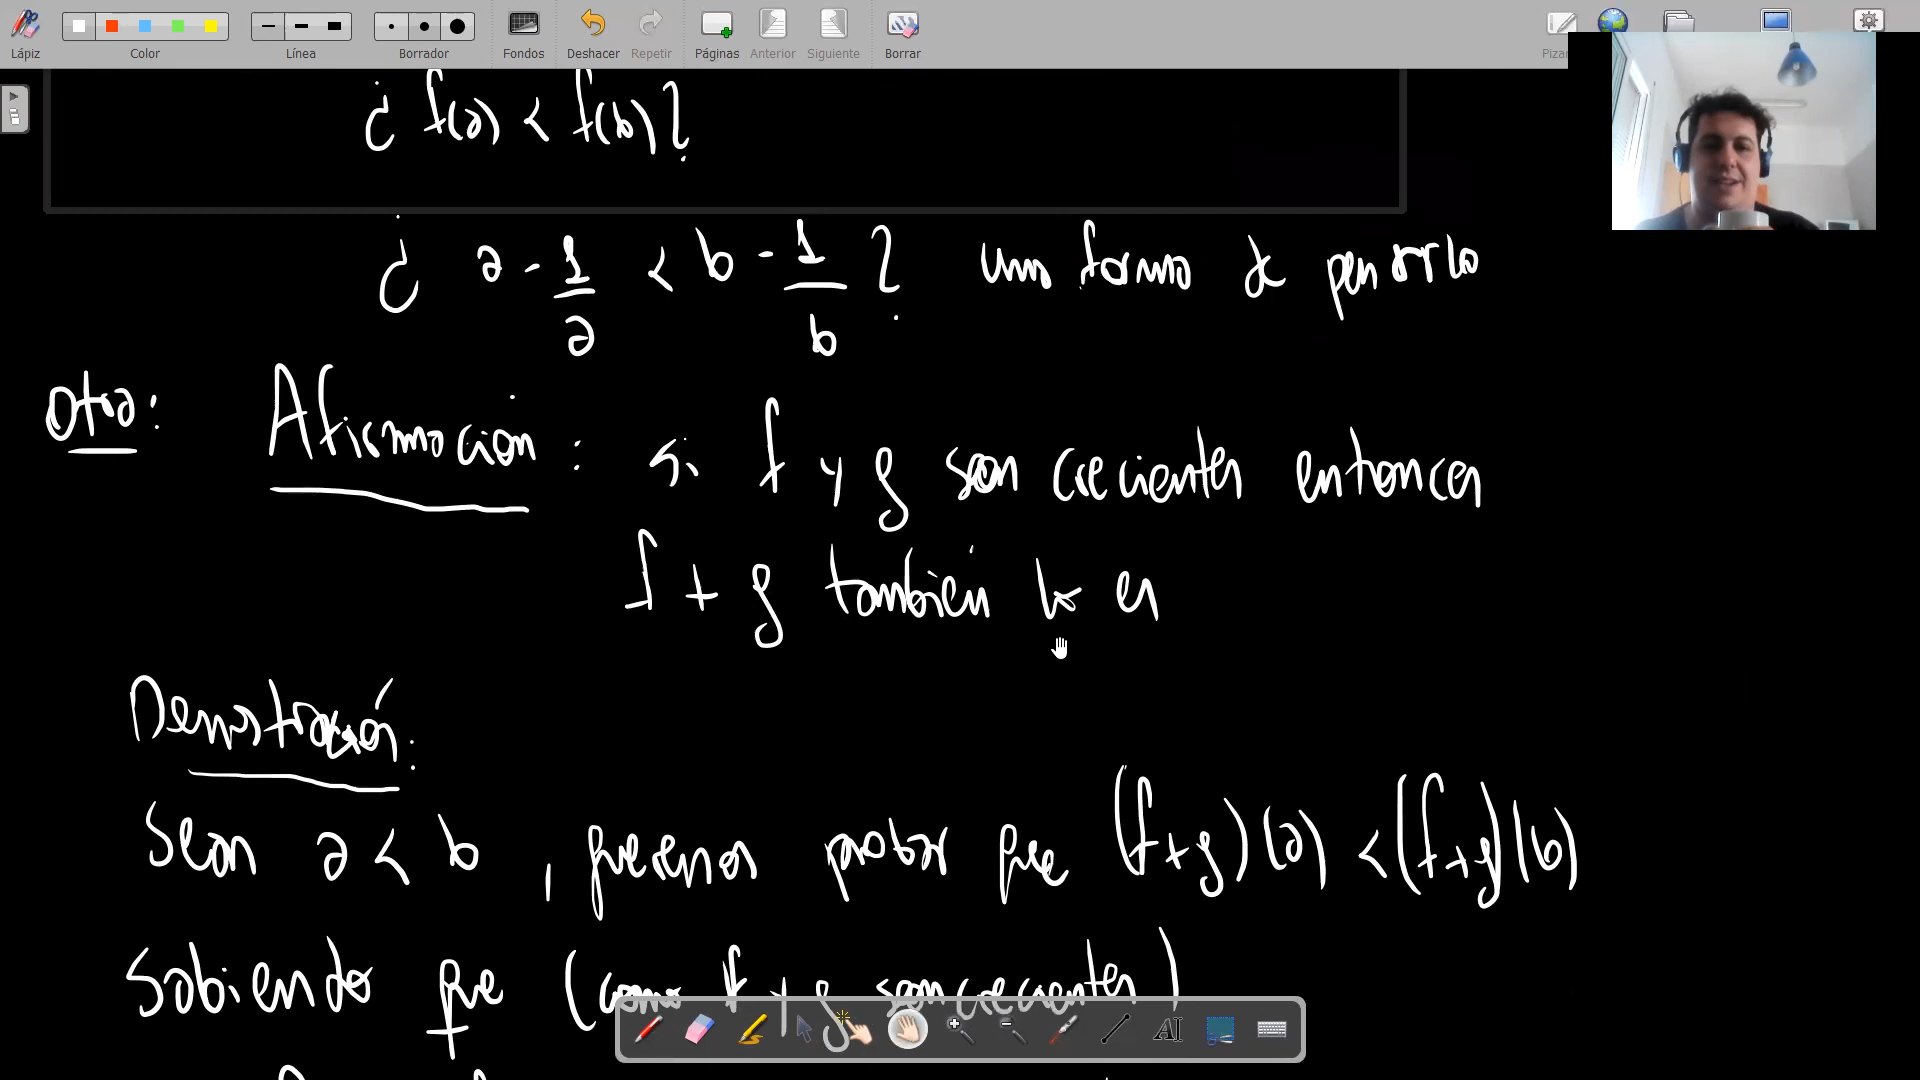 Lápiz Color Línea Borrador Fondos Deshacer Repetir Páginas Anterior Siguiente Borrar Piza
¿ f(a) < f(b)?
¿ a - 1/a < b - 1/b ? una forma de pensarlo
Otra: Afirmación: si f y g son crecientes entonces
f + g también lo es
Demostración:
Sean a < b, queremos probar que (f+g)(a) < (f+g)(b)
Sabiendo que (como f y g son crecientes)